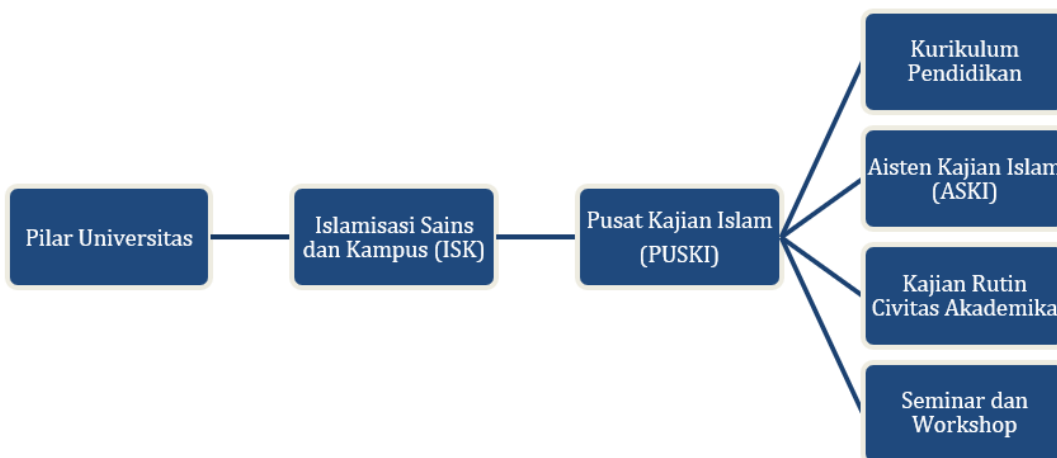 Pilar Universitas
Islamisasi Sains
dan Kampus (ISK)
Pusat Kajian Islam
(PUSKI)
Kurikulum
Pendidikan
Aisten Kajian Islam
(ASKI)
Kajian Rutin
Civitas Akademika
Seminar dan
Workshop